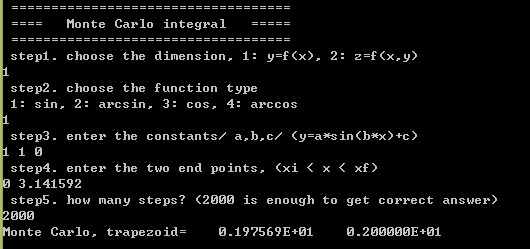 ===================================
====   Monte Carlo integral   =====
===================================
step1. choose the dimension, 1: y=f(x), 2: z=f(x,y)
1
step2. choose the function type
1: sin, 2: arcsin, 3: cos, 4: arccos
1
step3. enter the constants/ a,b,c/ (y=a*sin(b*x)+c)
1 1 0
step4. enter the two end points, (xi < x < xf)
0 3.141592
step5. how many steps? (2000 is enough to get correct answer)
2000
Monte Carlo, trapezoid=    0.197569E+01    0.200000E+01